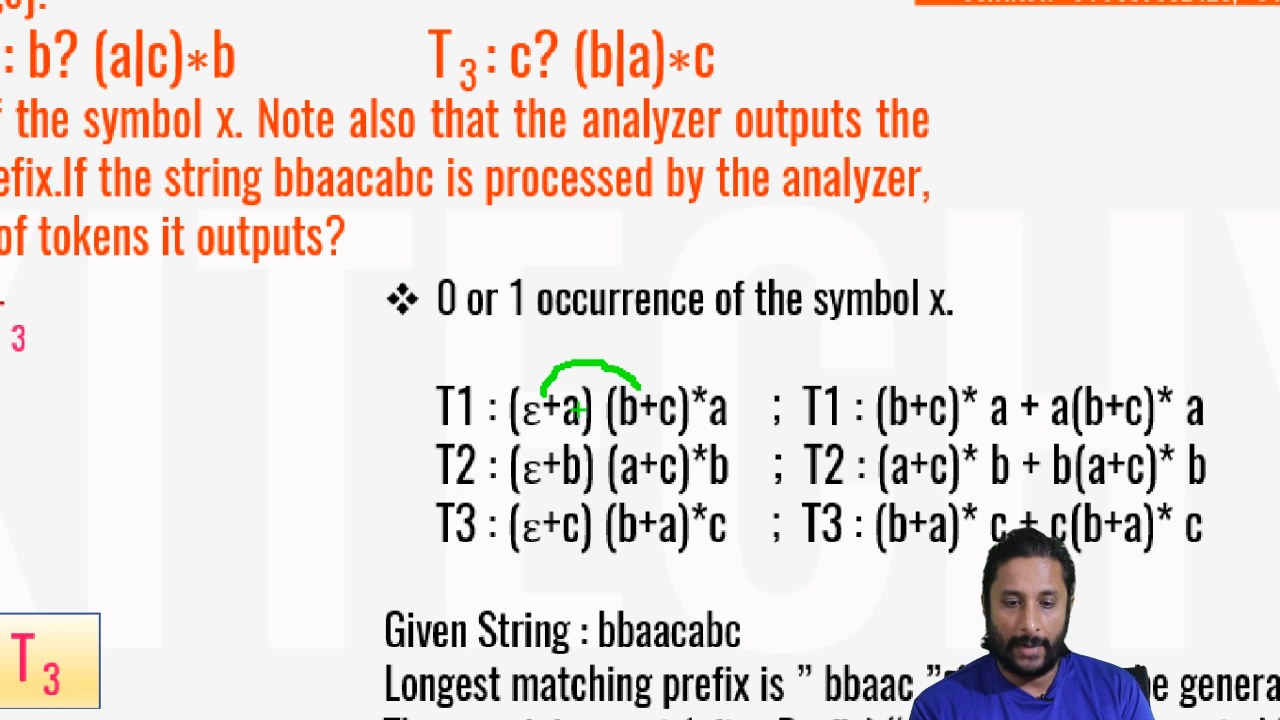 : b? (a|c)*b T3 : c? (b|a)*c
the symbol x. Note also that the analyzer outputs the
efix.If the string bbaacabc is processed by the analyzer,
of tokens it outputs?
3
❖ 0 or 1 occurrence of the symbol x.
T1 : (ε+a) (b+c)*a ; T1 : (b+c)* a + a(b+c)* a
T2 : (ε+b) (a+c)*b ; T2 : (a+c)* b + b(a+c)* b
T3 : (ε+c) (b+a)*c ; T3 : (b+a)* c + c(b+a)* c
T3
Given String : bbaacabc
Longest matching prefix is ” bbaac ” genera